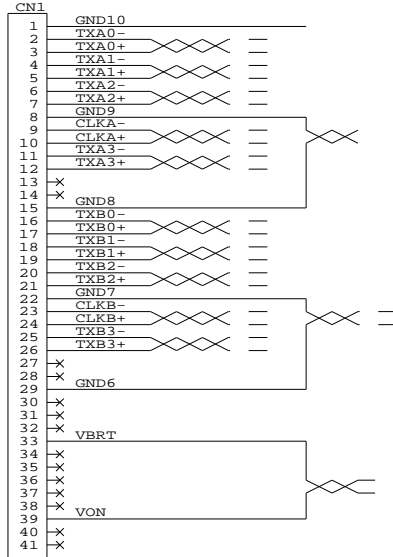 CN1
1 GND10
2 TXA0-
3 TXA0+
4 TXA1-
5 TXA1+
6 TXA2-
7 TXA2+
8 GND9
9 CLKA-
10 CLKA+
11 TXA3-
12 TXA3+
13
14
15 GND8
16 TXB0-
17 TXB0+
18 TXB1-
19 TXB1+
20 TXB2-
21 TXB2+
22 GND7
23 CLKB-
24 CLKB+
25 TXB3-
26 TXB3+
27
28
29 GND6
30
31
32
33 VBRT
34
35
36
37
38
39 VON
40
41